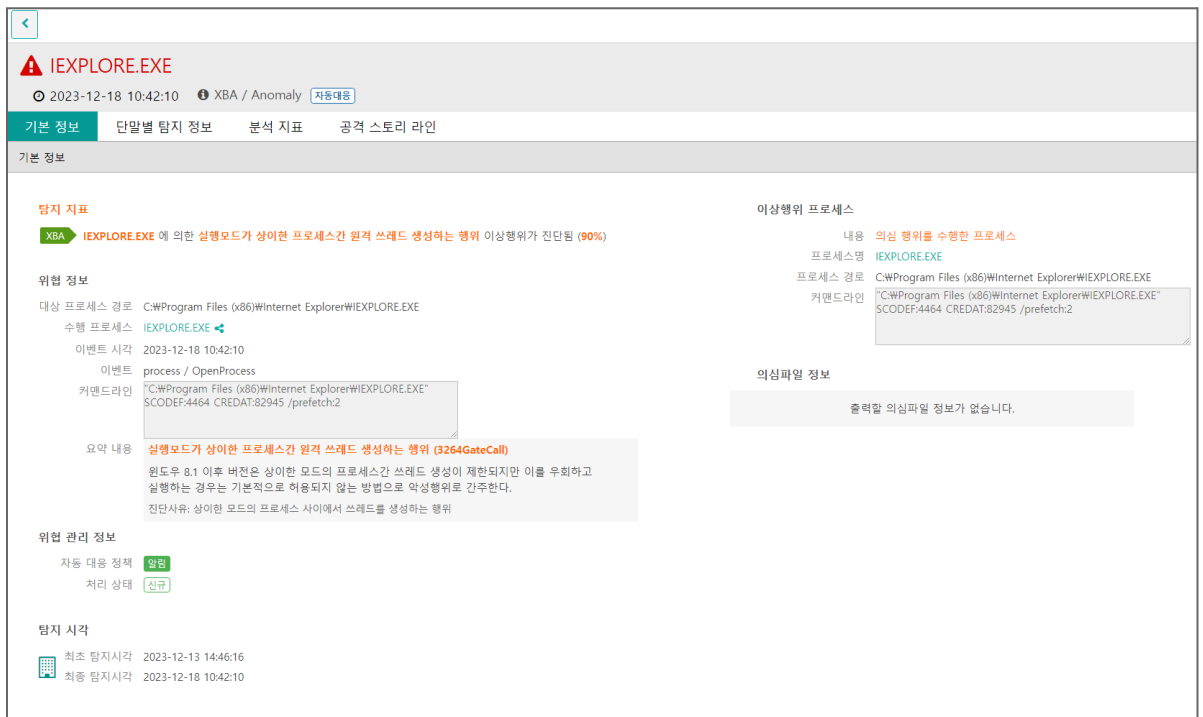 IEXPLORE.EXE
2023-12-18 10:42:10 XBA / Anomaly 자동대응
기본 정보 단말별 탐지 정보 분석 지표 공격 스토리 라인
기본 정보
탐지 지표
XBA IEXPLORE.EXE 에 의한 실행모드가 상이한 프로세스간 원격 쓰레드 생성하는 행위 이상행위가 진단됨 (90%)
위협 정보
대상 프로세스 경로 C:₩Program Files (x86)₩Internet Explorer₩IEXPLORE.EXE
수행 프로세스 IEXPLORE.EXE
이벤트 시각 2023-12-18 10:42:10
이벤트 process / OpenProcess
커맨드라인 "C:₩Program Files (x86)₩Internet Explorer₩IEXPLORE.EXE"
SCODEF:4464 CREDAT:82945 /prefetch:2
요약 내용 실행모드가 상이한 프로세스간 원격 쓰레드 생성하는 행위 (3264GateCall)
윈도우 8.1 이후 버전은 상이한 모드의 프로세스간 쓰레드 생성이 제한되지만 이를 우회하고
실행하는 경우는 기본적으로 허용되지 않는 방법으로 악성행위로 간주한다.
진단사유: 상이한 모드의 프로세스 사이에서 쓰레드를 생성하는 행위
위협 관리 정보
자동 대응 정책 알림
처리 상태 신규
탐지 시각
최초 탐지시각 2023-12-13 14:46:16
최종 탐지시각 2023-12-18 10:42:10
이상행위 프로세스
내용 의심 행위를 수행한 프로세스
프로세스명 IEXPLORE.EXE
프로세스 경로 C:₩Program Files (x86)₩Internet Explorer₩IEXPLORE.EXE
커맨드라인 "C:₩Program Files (x86)₩Internet Explorer₩IEXPLORE.EXE"
SCODEF:4464 CREDAT:82945 /prefetch:2
의심파일 정보
출력할 의심파일 정보가 없습니다.